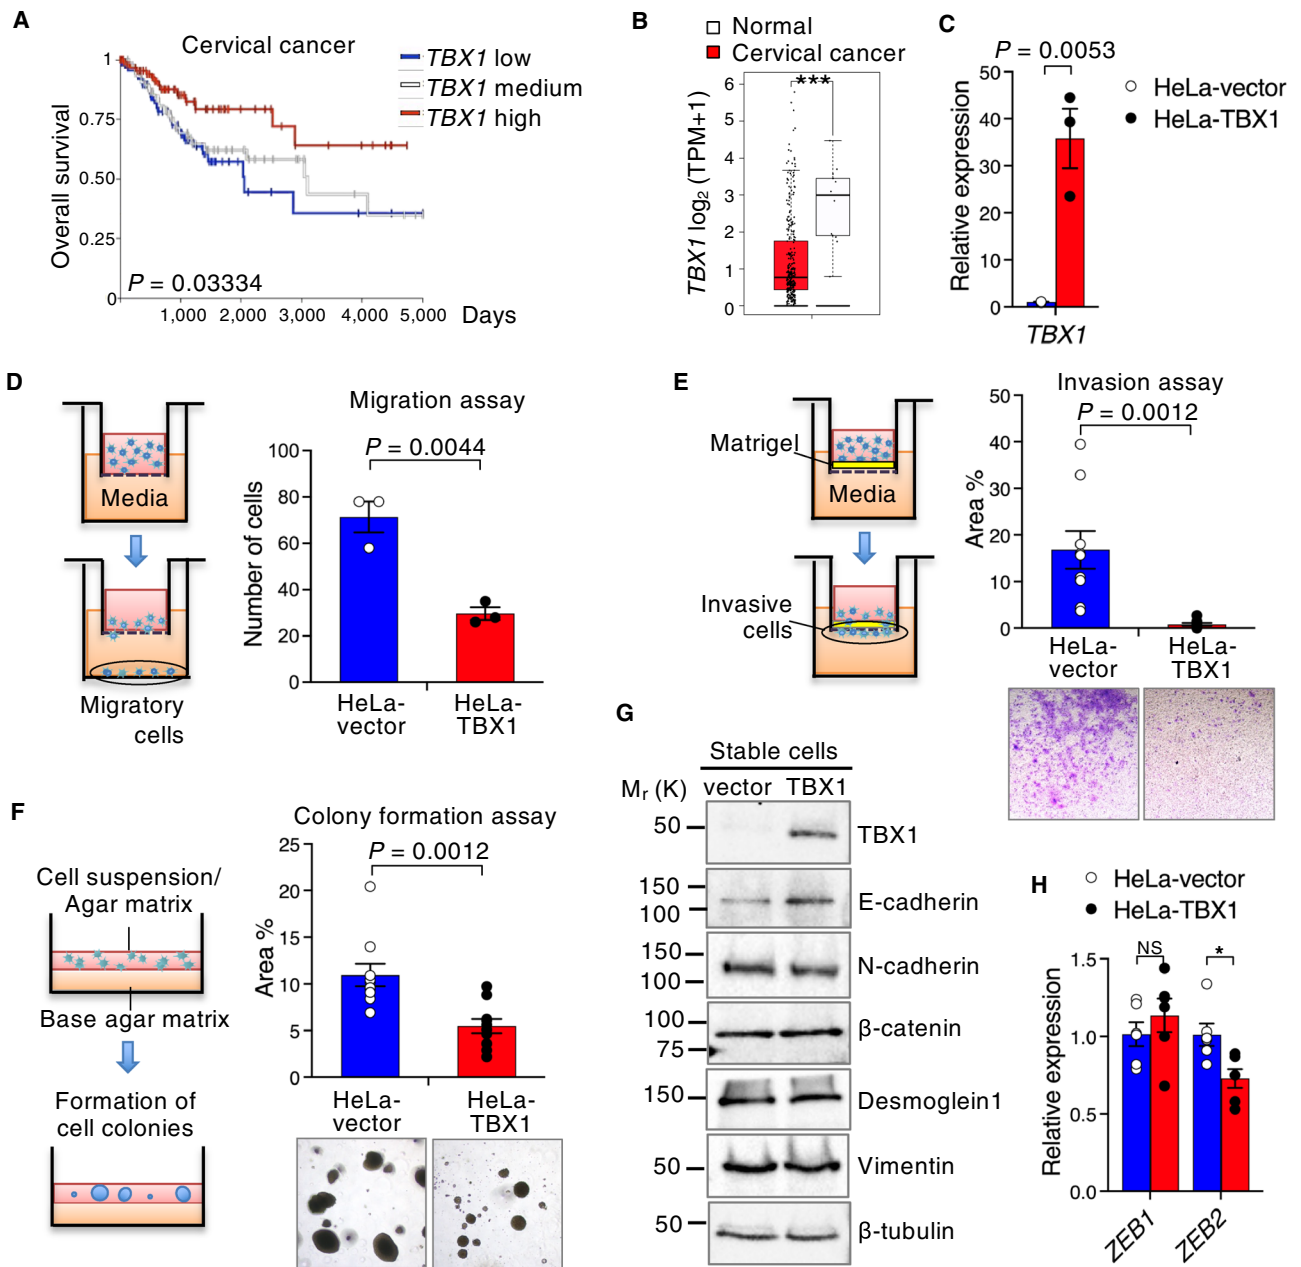 A
Cervical cancer
TBX1 low
TBX1 medium
TBX1 high
Overall survival
1
0.75
0.50
0.25
0
P = 0.03334
1,000 2,000 3,000 4,000 5,000 Days
B
Normal
Cervical cancer
***
TBX1 log₂ (TPM+1)
6
5
4
3
2
1
0
C
P = 0.0053
HeLa-vector
HeLa-TBX1
Relative expression
50
40
30
20
10
0
TBX1
D
Media
Migratory
cells
Migration assay
P = 0.0044
Number of cells
100
80
60
40
20
0
HeLa-
vector
HeLa-
TBX1
E
Matrigel
Media
Invasive
cells
Invasion assay
P = 0.0012
Area %
50
40
30
20
10
0
HeLa-
vector
HeLa-
TBX1
F
Cell suspension/
Agar matrix
Base agar matrix
Formation of
cell colonies
Colony formation assay
P = 0.0012
Area %
25
20
15
10
5
0
HeLa-
vector
HeLa-
TBX1
G
Stable cells
Mr (K) vector TBX1
50 TBX1
150
100 E-cadherin
150
100 N-cadherin
100
75 β-catenin
150 Desmoglein1
50 Vimentin
50 β-tubulin
H
HeLa-vector
HeLa-TBX1
NS
*
Relative expression
1.5
1.0
0.5
0.0
ZEB1
ZEB2